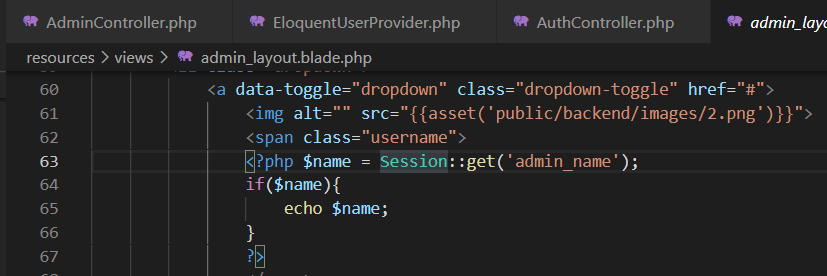 AdminController.php EloquentUserProvider.php AuthController.php admin_layo
resources > views > admin_layout.blade.php
60 <a data-toggle="dropdown" class="dropdown-toggle" href="#">
61 <img alt="" src="{{asset('public/backend/images/2.png')}}">
62 <span class="username">
63 <?php $name = Session::get('admin_name');
64 if($name){
65 echo $name;
66 }
67 ?>